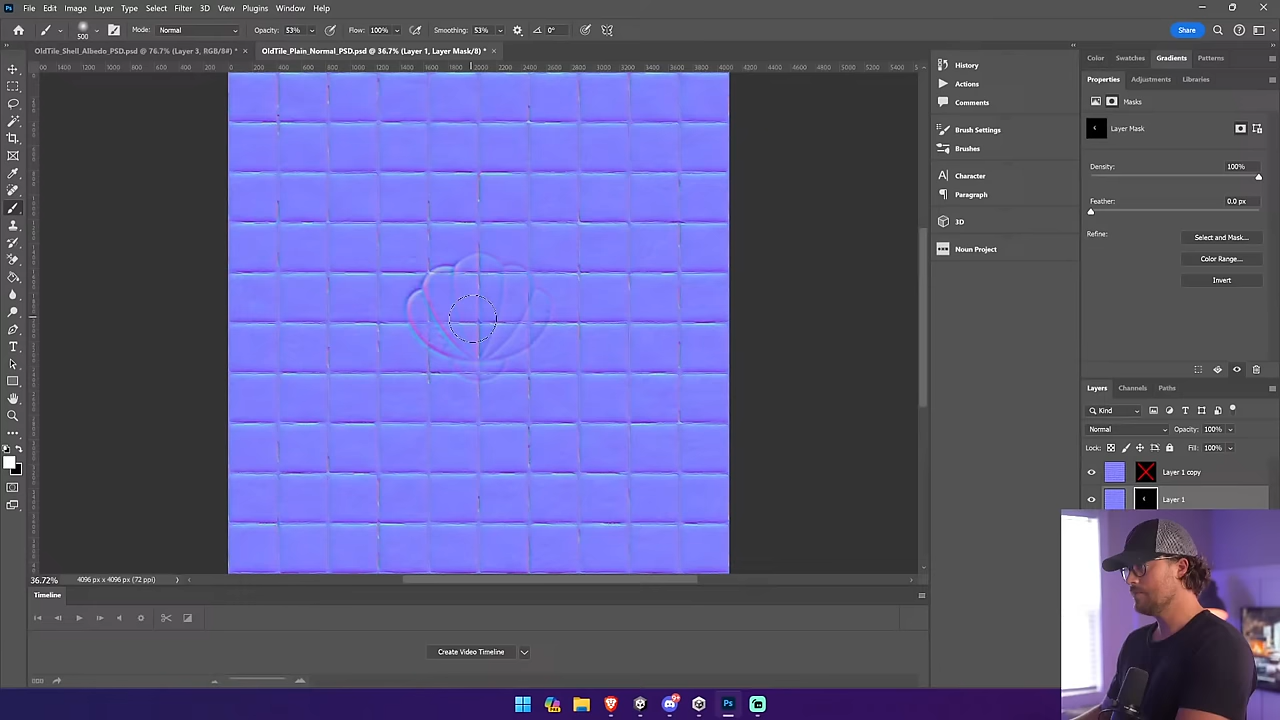 File Edit Image Layer Type Select Filter 3D View Plugins Window Help
500 Mode: Normal Opacity: 53% Flow: 100% Smoothing: 53% 0° Share
OldTile_Shell_Albedo_PSD.psd @ 76.7% (Layer 3, RGB/8#) * × OldTile_Plain_Normal_PSD.psd @ 36.7% (Layer 1, Layer Mask/8) * ×
History
Actions
Comments
Brush Settings
Brushes
Character
Paragraph
3D
Noun Project
Color Swatches Gradients Patterns
Properties Adjustments Libraries
Masks
Layer Mask
Density: 100%
Feather: 0.0 px
Refine: Select and Mask...
Color Range...
Invert
Layers Channels Paths
Kind
Normal Opacity: 100%
Lock: Fill: 100%
Layer 1 copy
Layer 1
36.72% 4096 px x 4096 px (72 ppi)
Timeline
Create Video Timeline